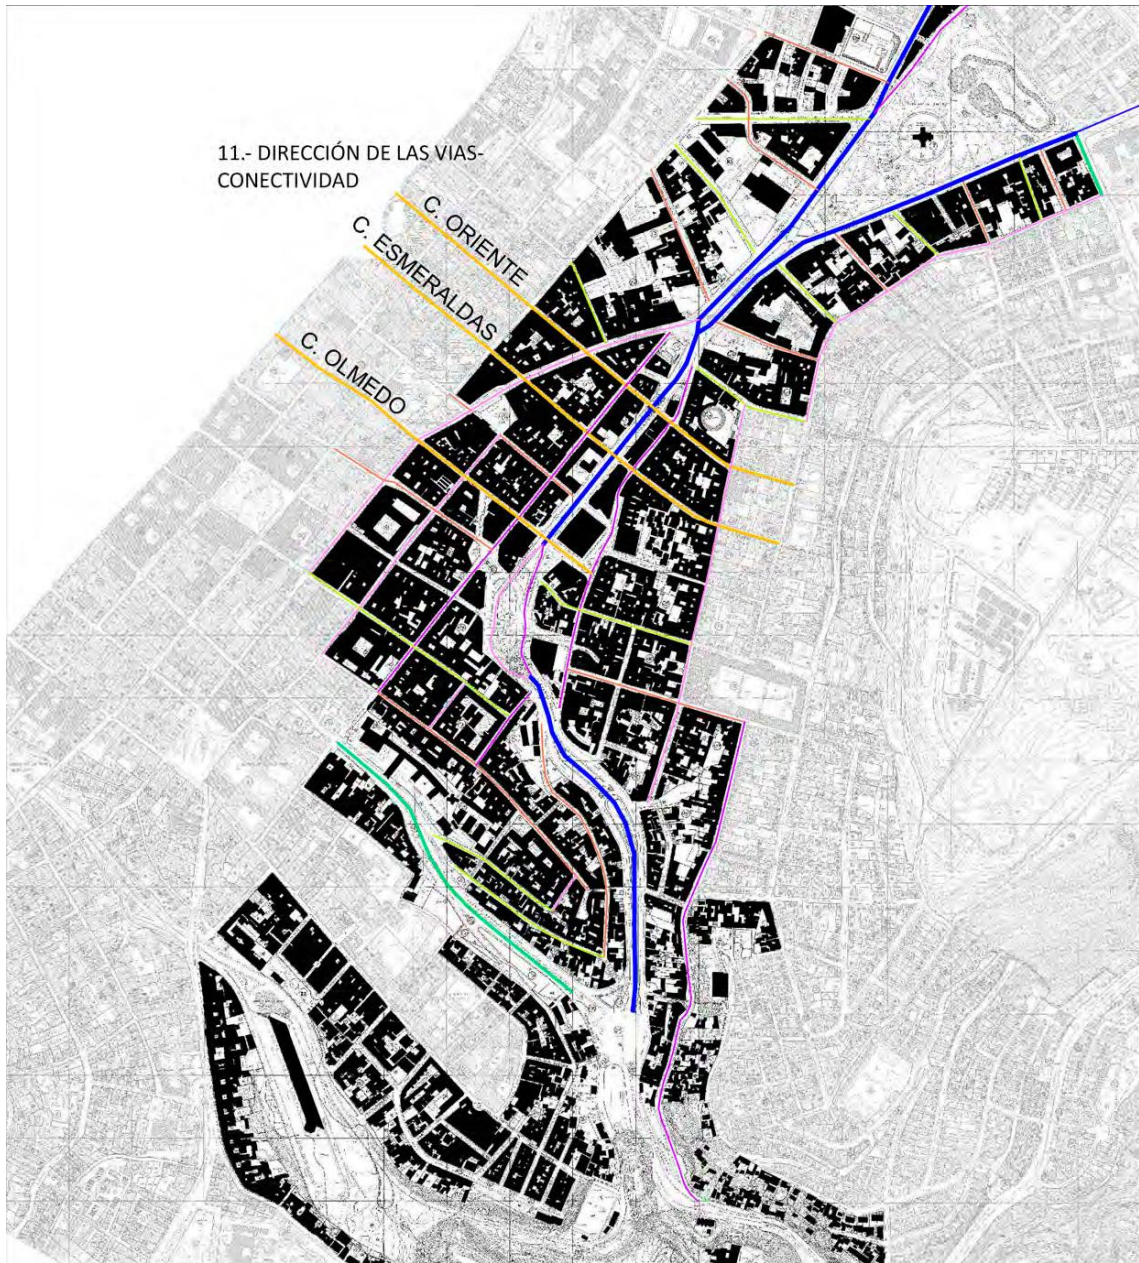 11.- DIRECCIÓN DE LAS VIAS-
CONECTIVIDAD
C. ORIENTE
C. ESMERALDAS
C. OLMEDO